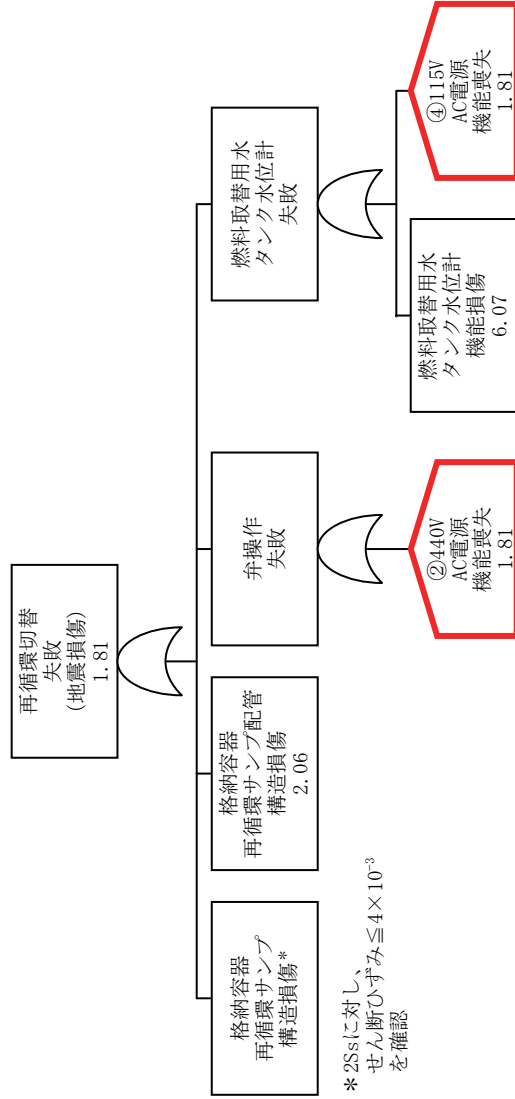 再循環切替
失敗
(地震損傷)
1.81
格納容器
再循環サンプ
構造損傷*
格納容器
再循環サンプ配管
構造損傷
2.06
弁操作
失敗
燃料取替用水
タンク水位計
失敗
②440V
AC電源
機能喪失
1.81
燃料取替用水
タンク水位計
機能損傷
6.07
④115V
AC電源
機能喪失
1.81
*2Ssに対し、
せん断ひずみ≦4×10⁻³
を確認